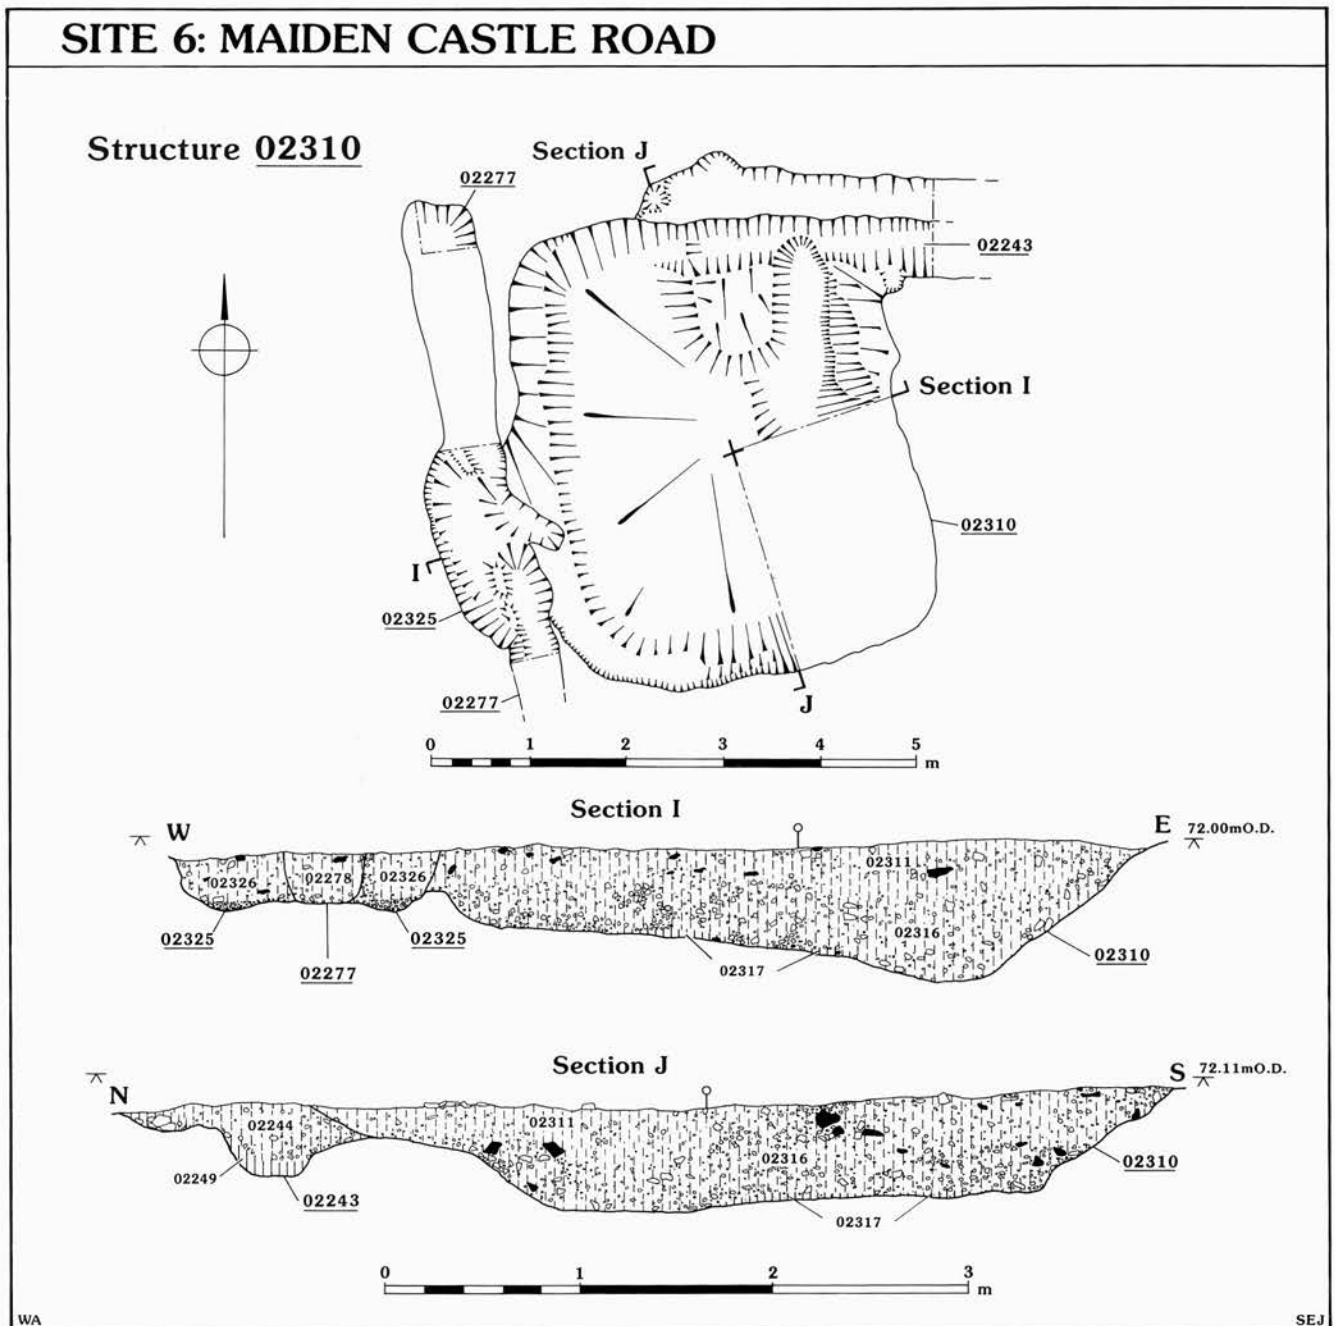 SITE 6: MAIDEN CASTLE ROAD
Structure 02310
Section J
02277
02243
Section I
02310
I
02325
02277
J
0 1 2 3 4 5 m
Section I
W E 72.00mO.D.
02311
02326 02278 02326
02316
02325 02325 02310
02277 02317
Section J
N S 72.11mO.D.
02244 02311
02316
02249 02310
02243
02317
0 1 2 3 m
WA SEJ